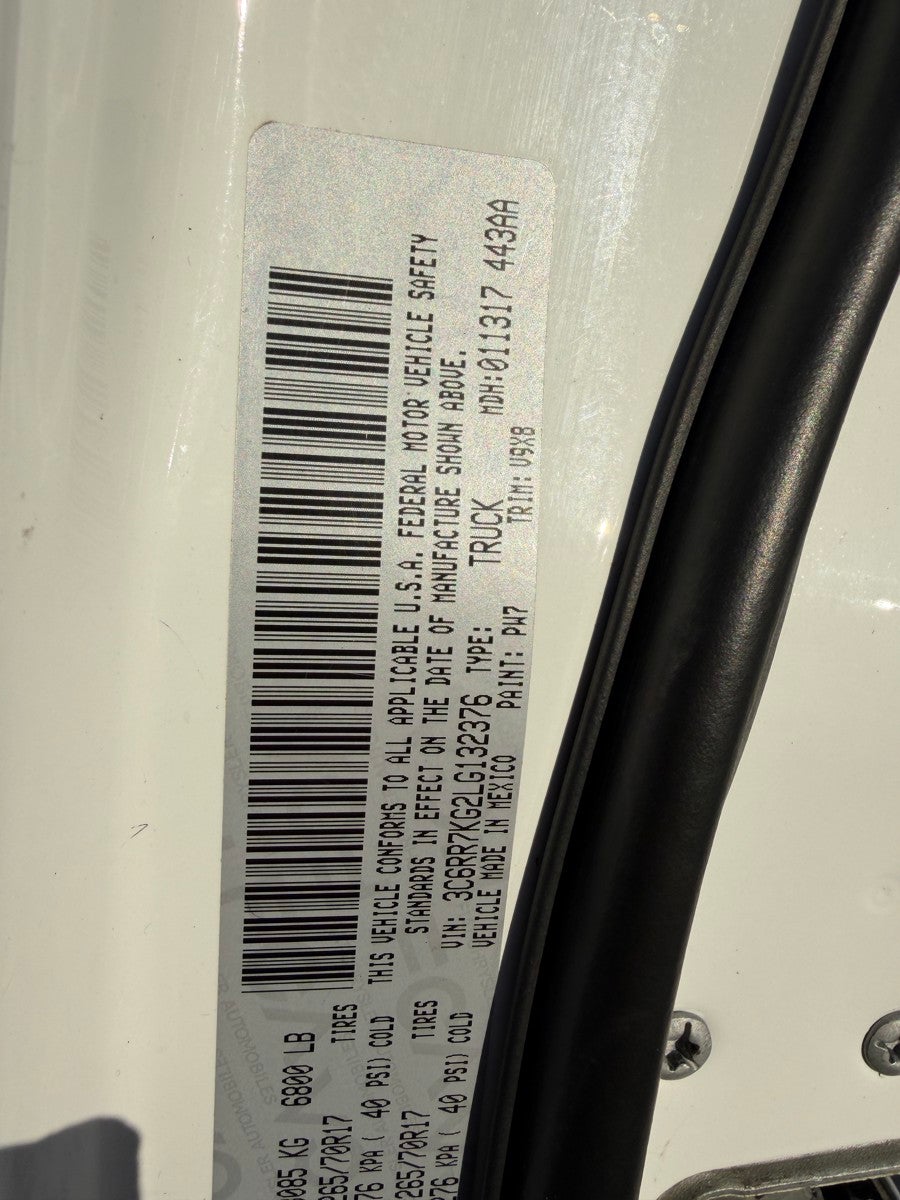 085 KG 6800 LB
265/70R17 TIRES
76 KPA ( 40 PSI) COLD
265/70R17 TIRES
276 KPA ( 40 PSI) COLD
THIS VEHICLE CONFORMS TO ALL APPLICABLE U.S.A. FEDERAL MOTOR VEHICLE SAFETY
STANDARDS IN EFFECT ON THE DATE OF MANUFACTURE SHOWN ABOVE.
VIN: 3C6RR7KG2LG132376 TYPE: TRUCK MDH:011317 443AA
VEHICLE MADE IN MEXICO PAINT: PW7 TRIM: V9X8